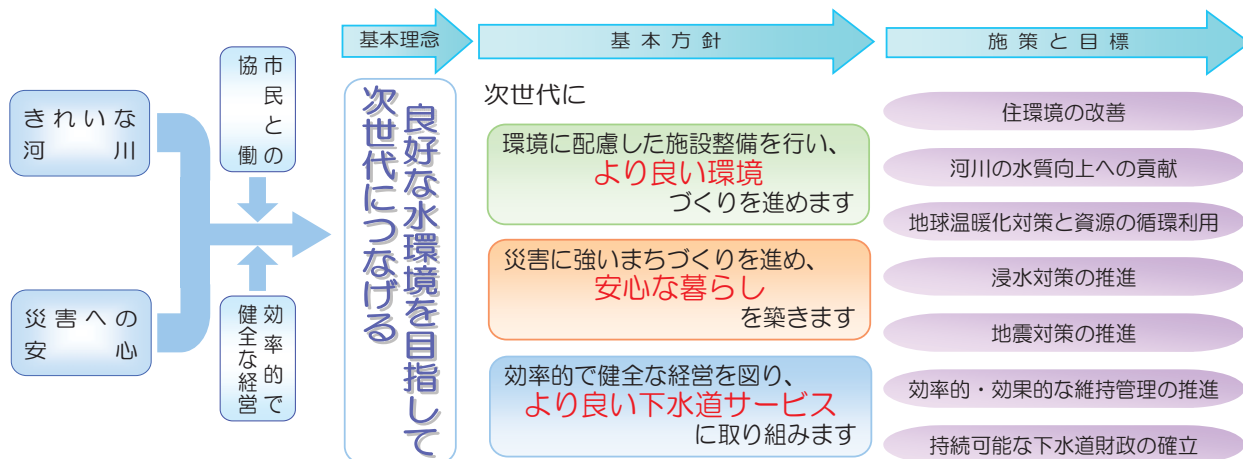 きれいな
河川
災害への
安心
市民との
協働
効率的で
健全な経営
基本理念
良好な水環境を目指して
次世代につなげる
基本方針
次世代に
環境に配慮した施設整備を行い、
より良い環境
づくりを進めます
災害に強いまちづくりを進め、
安心な暮らし
を築きます
効率的で健全な経営を図り、
より良い下水道サービス
に取り組みます
施策と目標
住環境の改善
河川の水質向上への貢献
地球温暖化対策と資源の循環利用
浸水対策の推進
地震対策の推進
効率的・効果的な維持管理の推進
持続可能な下水道財政の確立